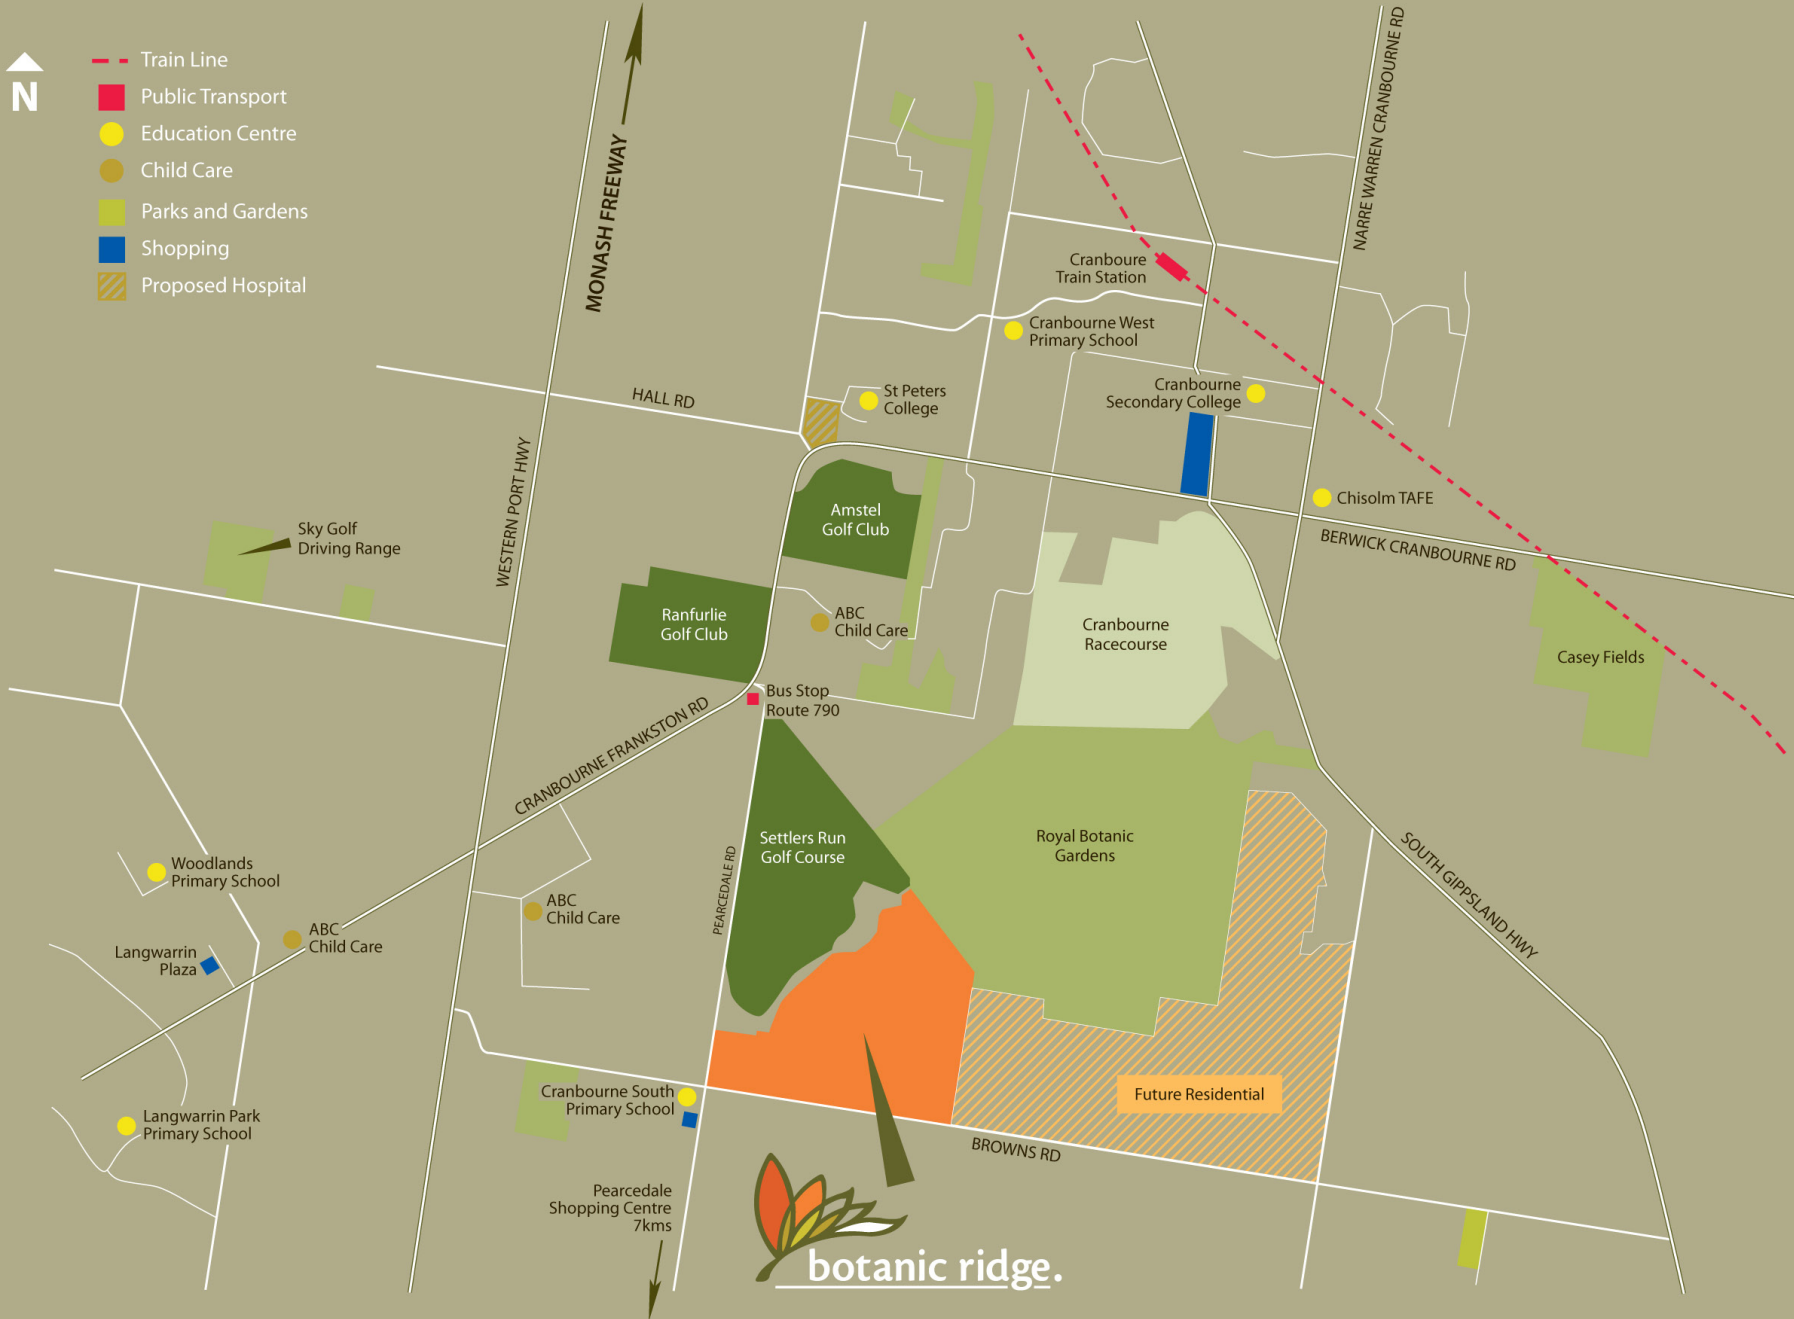 N
Train Line
Public Transport
Education Centre
Child Care
Parks and Gardens
Shopping
Proposed Hospital
MONASH FREEWAY
NARRE WARREN CRANBOURNE RD
Cranboure
Train Station
Cranbourne West
Primary School
HALL RD
St Peters
College
Cranbourne
Secondary College
Chisolm TAFE
WESTERN PORT HWY
Sky Golf
Driving Range
Amstel
Golf Club
BERWICK CRANBOURNE RD
Ranfurlie
Golf Club
ABC
Child Care
Cranbourne
Racecourse
Casey Fields
Bus Stop
Route 790
CRANBOURNE FRANKSTON RD
Settlers Run
Golf Course
Royal Botanic
Gardens
PEARCEDALE RD
SOUTH GIPPSLAND HWY
Woodlands
Primary School
ABC
Child Care
ABC
Child Care
Langwarrin
Plaza
Cranbourne South
Primary School
Future Residential
Langwarrin Park
Primary School
BROWNS RD
Pearcedale
Shopping Centre
7kms
botanic ridge.